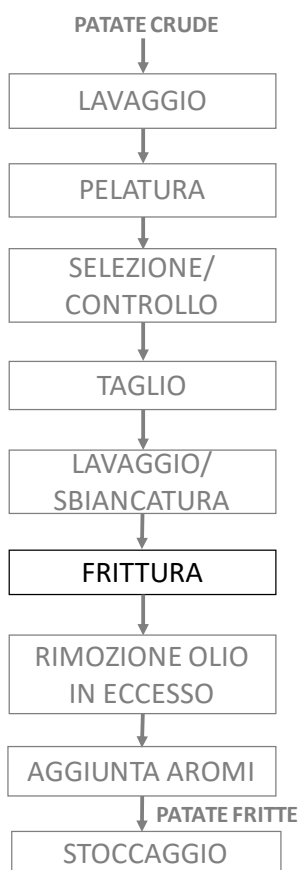 PATATE CRUDE
LAVAGGIO
PELATURA
SELEZIONE/
CONTROLLO
TAGLIO
LAVAGGIO/
SBIANCATURA
FRITTURA
RIMOZIONE OLIO
IN ECCESSO
AGGIUNTA AROMI
PATATE FRITTE
STOCCAGGIO